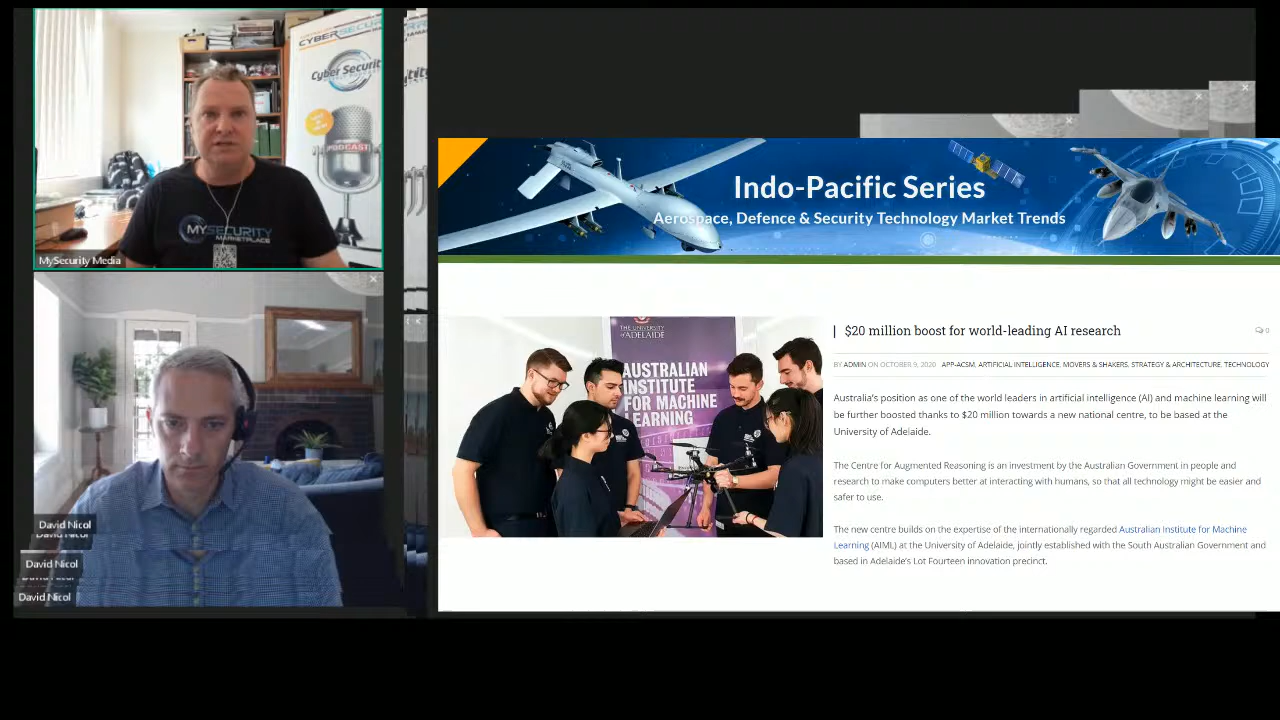 CYBERSECUR
Cyber Securit
PODCAST
MYSECURITY
MARKETPLACE
MySecurity Media
David Nicol
David Nicol
David Nicol
David Nicol
David Nicol
Indo-Pacific Series
Aerospace, Defence & Security Technology Market Trends
THE UNIVERSITY
of ADELAIDE
AUSTRALIAN
INSTITUTE
FOR MACHINE
LEARNING
$20 million boost for world-leading AI research
0
BY ADMIN ON OCTOBER 9, 2020 APP-ACSM, ARTIFICIAL INTELLIGENCE, MOVERS & SHAKERS, STRATEGY & ARCHITECTURE, TECHNOLOGY
Australia's position as one of the world leaders in artificial intelligence (AI) and machine learning will
be further boosted thanks to $20 million towards a new national centre, to be based at the
University of Adelaide.
The Centre for Augmented Reasoning is an investment by the Australian Government in people and
research to make computers better at interacting with humans, so that all technology might be easier and
safer to use.
The new centre builds on the expertise of the internationally regarded Australian Institute for Machine
Learning (AIML) at the University of Adelaide, jointly established with the South Australian Government and
based in Adelaide's Lot Fourteen innovation precinct.